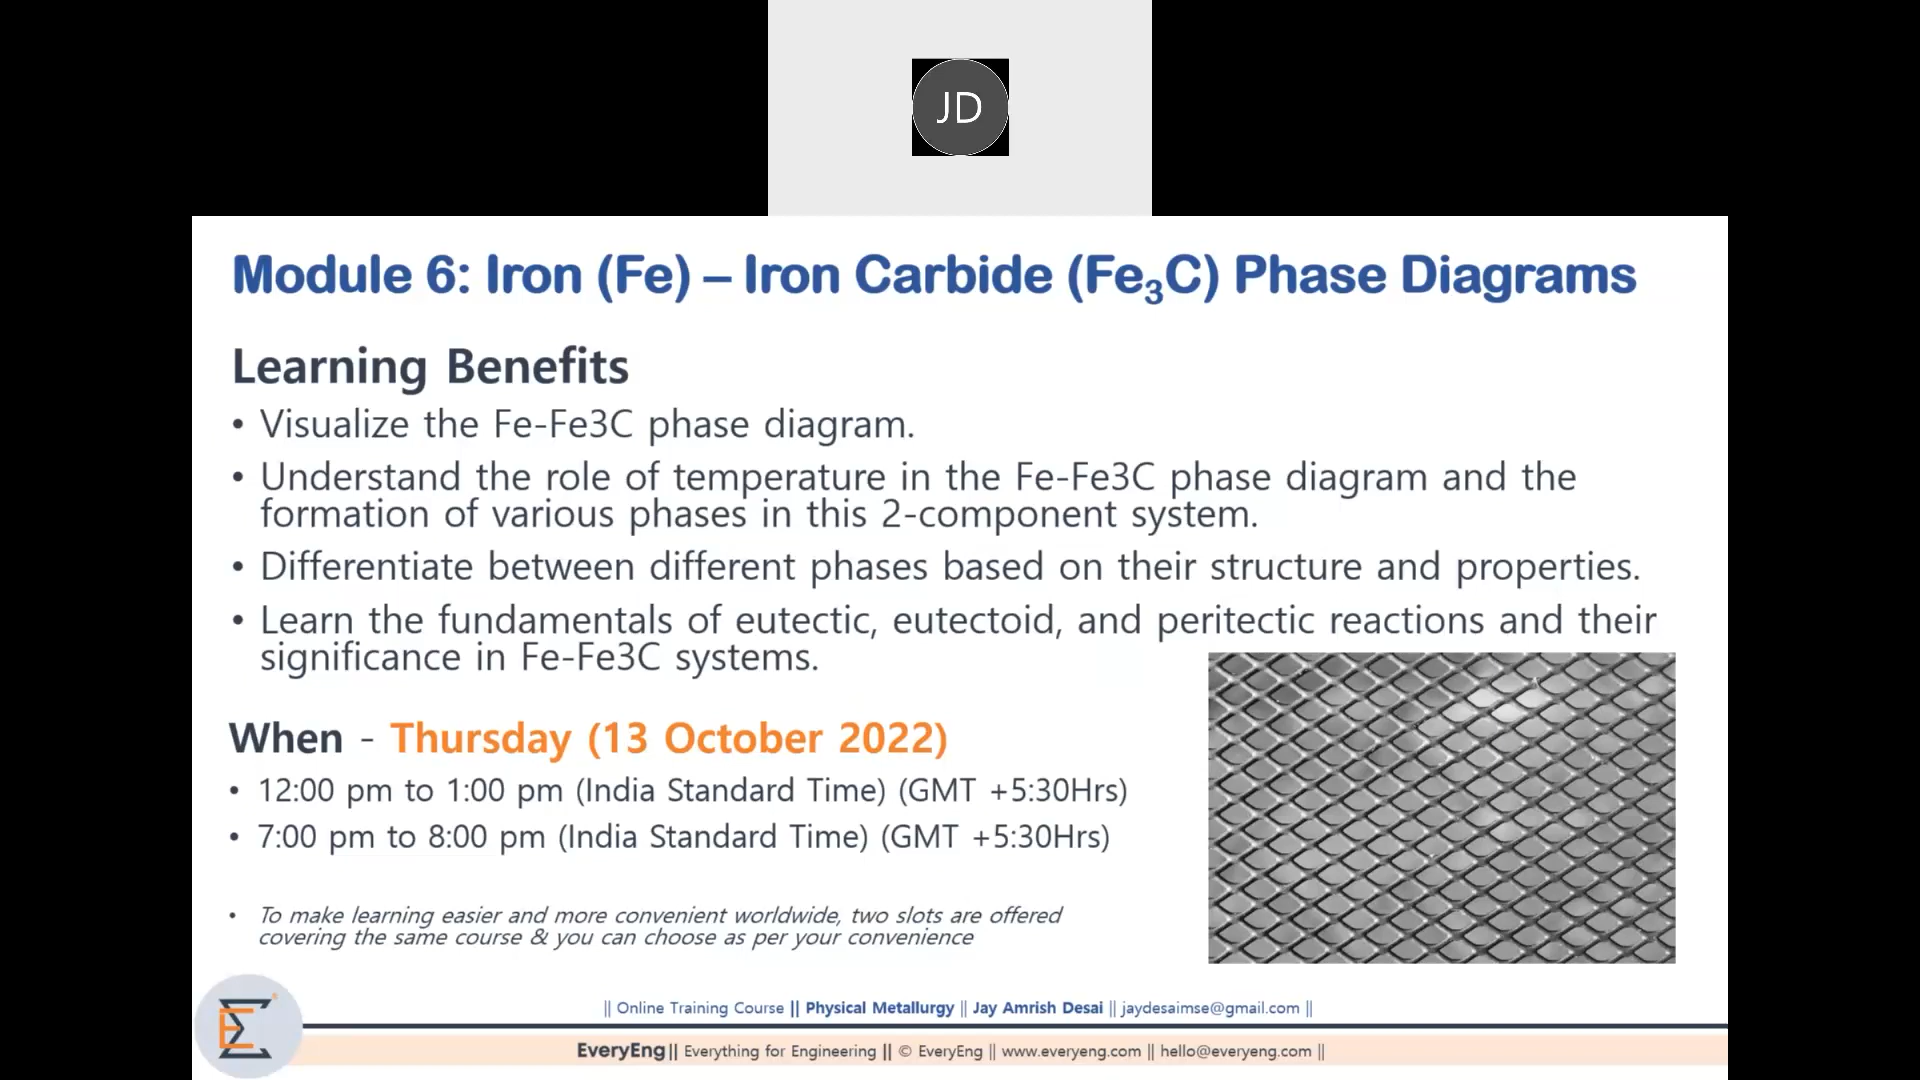 JD
Module 6: Iron (Fe) – Iron Carbide (Fe₃C) Phase Diagrams
Learning Benefits
• Visualize the Fe-Fe3C phase diagram.
• Understand the role of temperature in the Fe-Fe3C phase diagram and the
formation of various phases in this 2-component system.
• Differentiate between different phases based on their structure and properties.
• Learn the fundamentals of eutectic, eutectoid, and peritectic reactions and their
significance in Fe-Fe3C systems.
When - Thursday (13 October 2022)
• 12:00 pm to 1:00 pm (India Standard Time) (GMT +5:30Hrs)
• 7:00 pm to 8:00 pm (India Standard Time) (GMT +5:30Hrs)
• To make learning easier and more convenient worldwide, two slots are offered
covering the same course & you can choose as per your convenience
|| Online Training Course || Physical Metallurgy || Jay Amrish Desai || jaydesaimse@gmail.com ||
EveryEng || Everything for Engineering || © EveryEng || www.everyeng.com || hello@everyeng.com ||